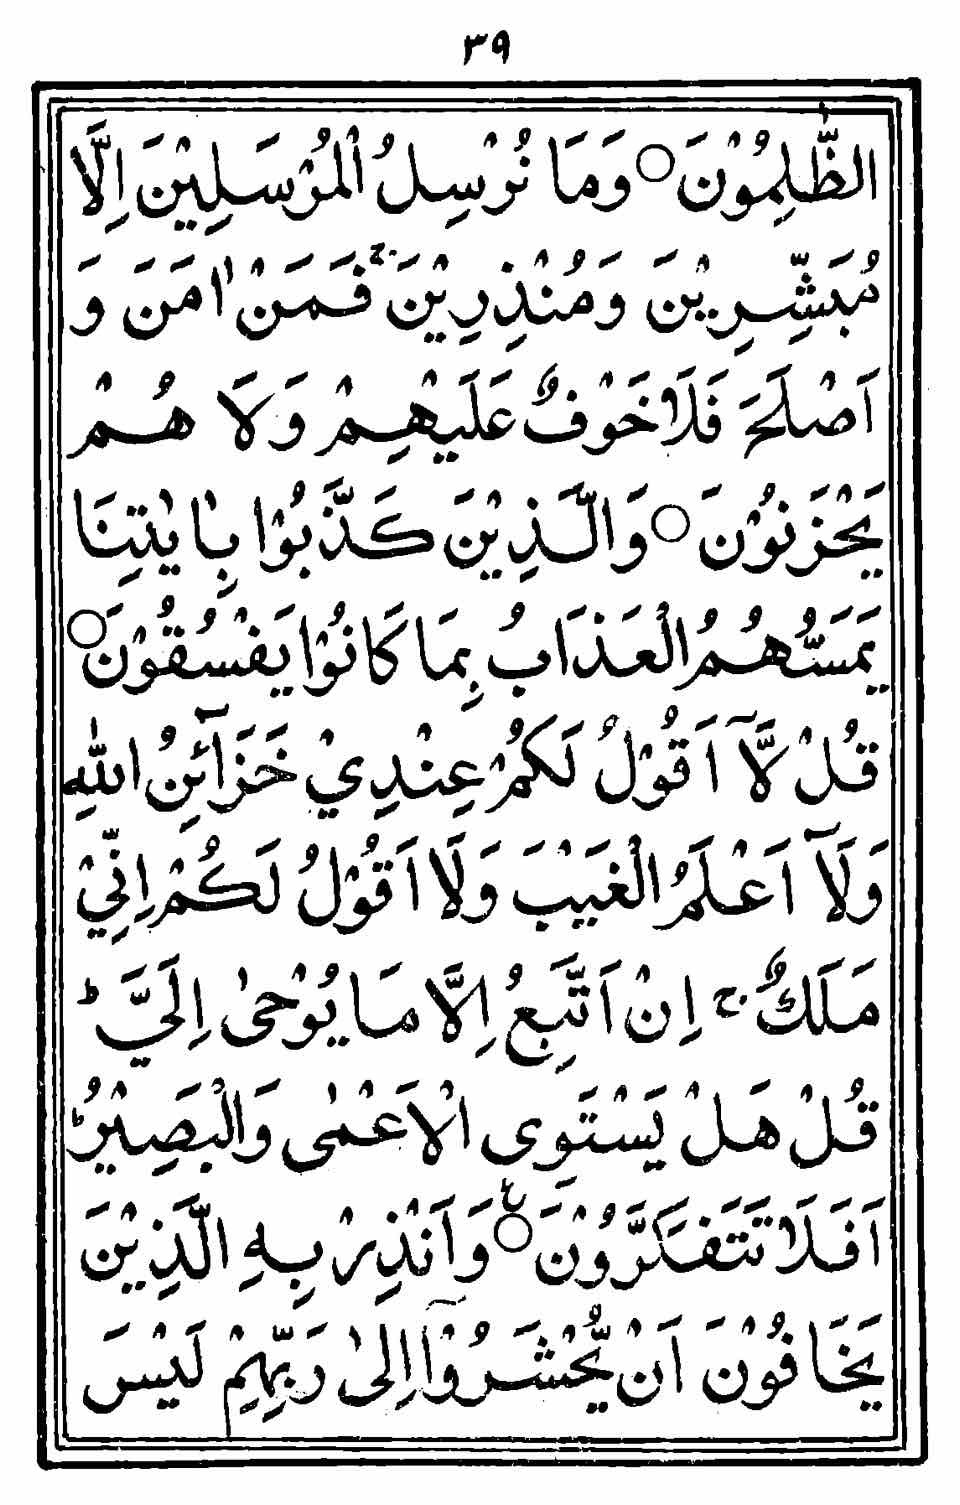 ٣٩
الظّٰلِمُوْنَ ○ وَمَا نُرْسِلُ الْمُرْسَلِيْنَ اِلَّا
مُبَشِّرِيْنَ وَمُنْذِرِيْنَ ۚ فَمَنْ اٰمَنَ وَ
اَصْلَحَ فَلَا خَوْفٌ عَلَيْهِمْ وَلَا هُمْ
يَحْزَنُوْنَ ○ وَالَّذِيْنَ كَذَّبُوْا بِاٰيٰتِنَا
يَمَسُّهُمُ الْعَذَابُ بِمَا كَانُوْا يَفْسُقُوْنَ ○
قُلْ لَّآ اَقُوْلُ لَكُمْ عِنْدِيْ خَزَآئِنُ اللّٰهِ
وَلَآ اَعْلَمُ الْغَيْبَ وَلَا اَقُوْلُ لَكُمْ اِنِّيْ
مَلَكٌ ۚ اِنْ اَتَّبِعُ اِلَّا مَا يُوْحٰى اِلَيَّ ؕ
قُلْ هَلْ يَسْتَوِى الْاَعْمٰى وَالْبَصِيْرُ ؕ
اَفَلَا تَتَفَكَّرُوْنَ ○ ع وَاَنْذِرْ بِهِ الَّذِيْنَ
يَخَافُوْنَ اَنْ يُّحْشَرُوْٓا اِلٰى رَبِّهِمْ لَيْسَ